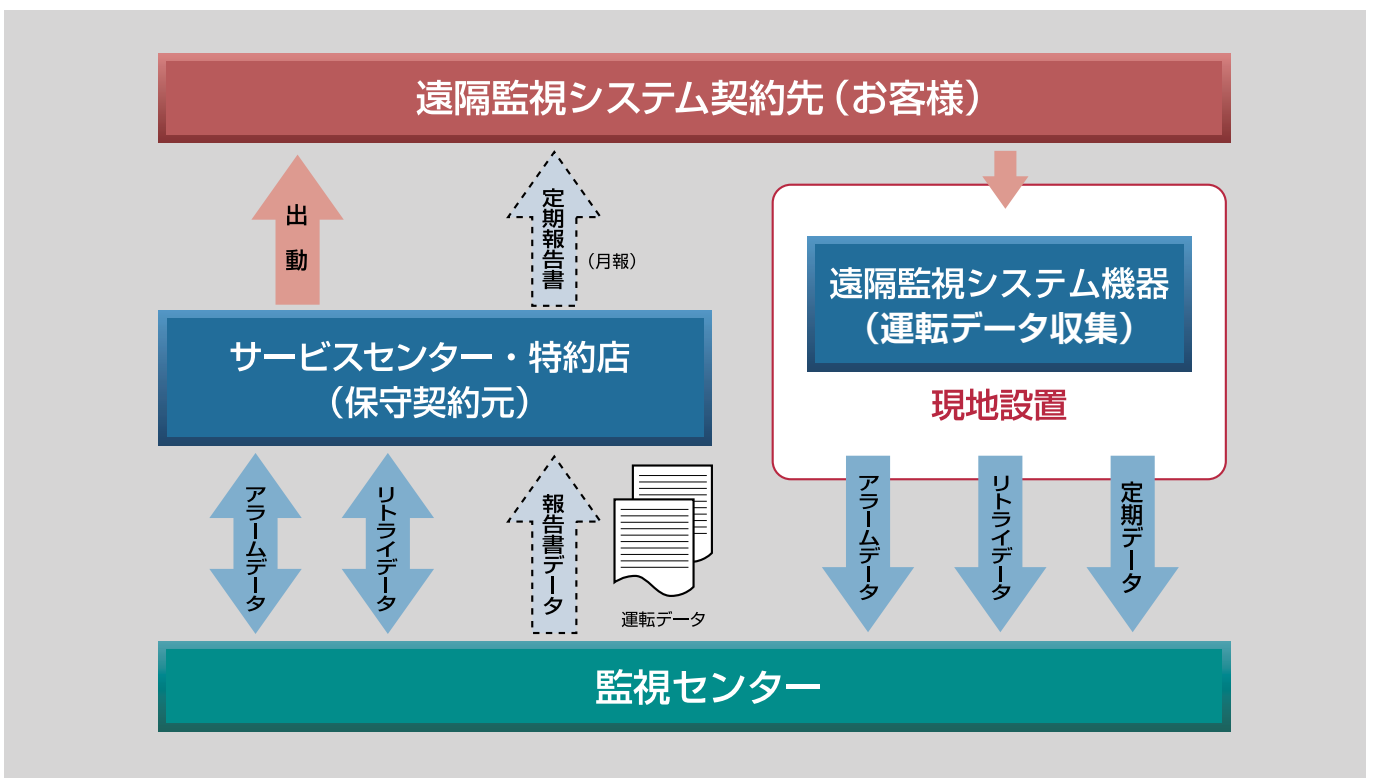 遠隔監視システム契約先（お客様）
出動
定期報告書
（月報）
遠隔監視システム機器
（運転データ収集）
現地設置
サービスセンター・特約店
（保守契約元）
アラームデータ
リトライデータ
報告書データ
運転データ
アラームデータ
リトライデータ
定期データ
監視センター